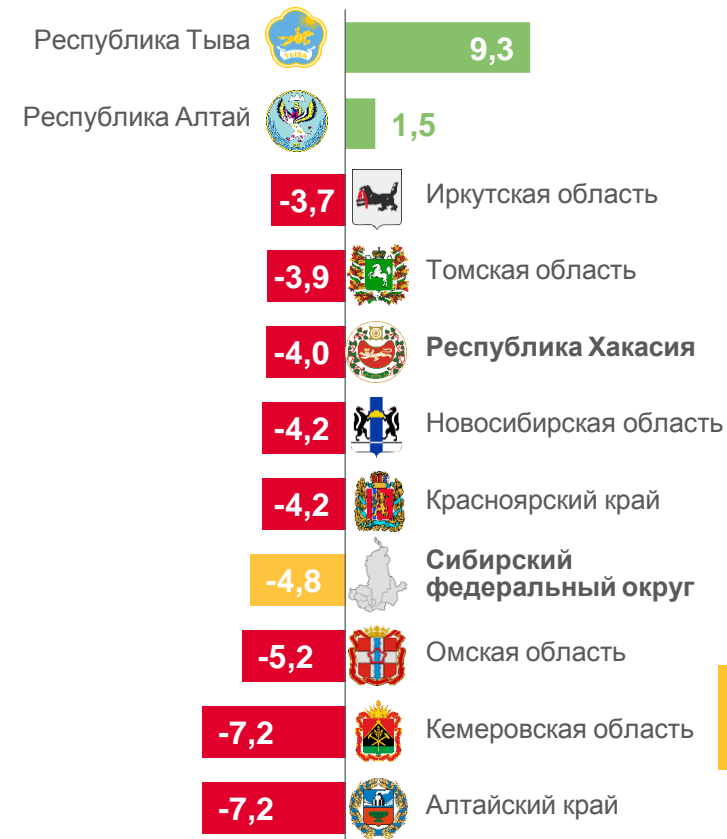 Республика Тыва
ТЫВА
9,3
Республика Алтай
1,5
-3,7
Иркутская область
-3,9
Томская область
-4,0
Республика Хакасия
-4,2
Новосибирская область
-4,2
Красноярский край
-4,8
Сибирский
федеральный округ
-5,2
Омская область
-7,2
Кемеровская область
-7,2
Алтайский край